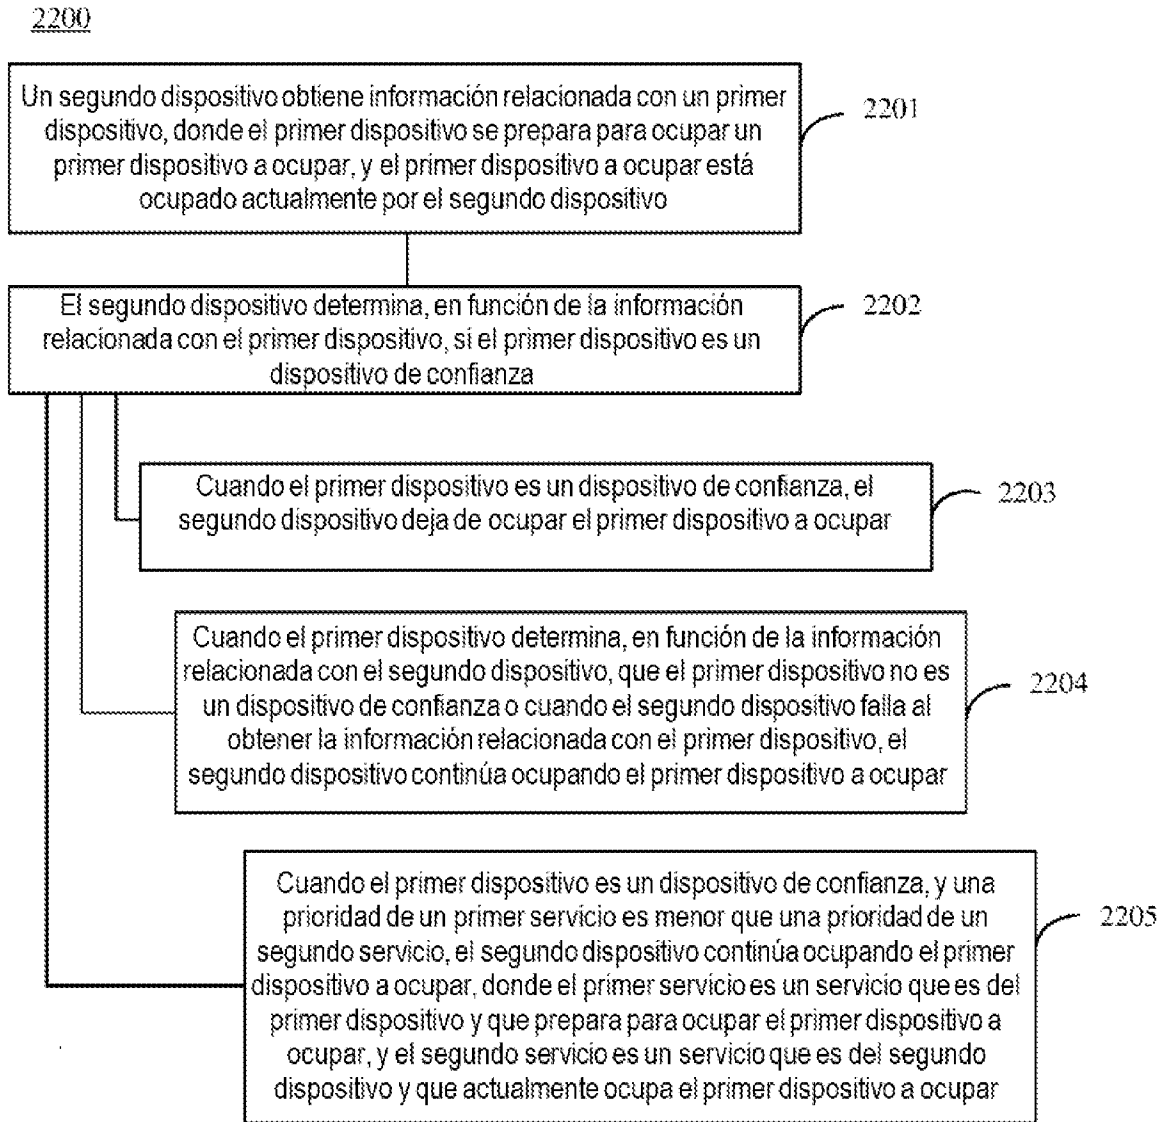 2200
Un segundo dispositivo obtiene información relacionada con un primer
dispositivo, donde el primer dispositivo se prepara para ocupar un
primer dispositivo a ocupar, y el primer dispositivo a ocupar está
ocupado actualmente por el segundo dispositivo
2201
El segundo dispositivo determina, en función de la información
relacionada con el primer dispositivo, si el primer dispositivo es un
dispositivo de confianza
2202
Cuando el primer dispositivo es un dispositivo de confianza, el
segundo dispositivo deja de ocupar el primer dispositivo a ocupar
2203
Cuando el primer dispositivo determina, en función de la información
relacionada con el segundo dispositivo, que el primer dispositivo no es
un dispositivo de confianza o cuando el segundo dispositivo falla al
obtener la información relacionada con el primer dispositivo, el
segundo dispositivo continúa ocupando el primer dispositivo a ocupar
2204
Cuando el primer dispositivo es un dispositivo de confianza, y una
prioridad de un primer servicio es menor que una prioridad de un
segundo servicio, el segundo dispositivo continúa ocupando el primer
dispositivo a ocupar, donde el primer servicio es un servicio que es del
primer dispositivo y que prepara para ocupar el primer dispositivo a
ocupar, y el segundo servicio es un servicio que es del segundo
dispositivo y que actualmente ocupa el primer dispositivo a ocupar
2205